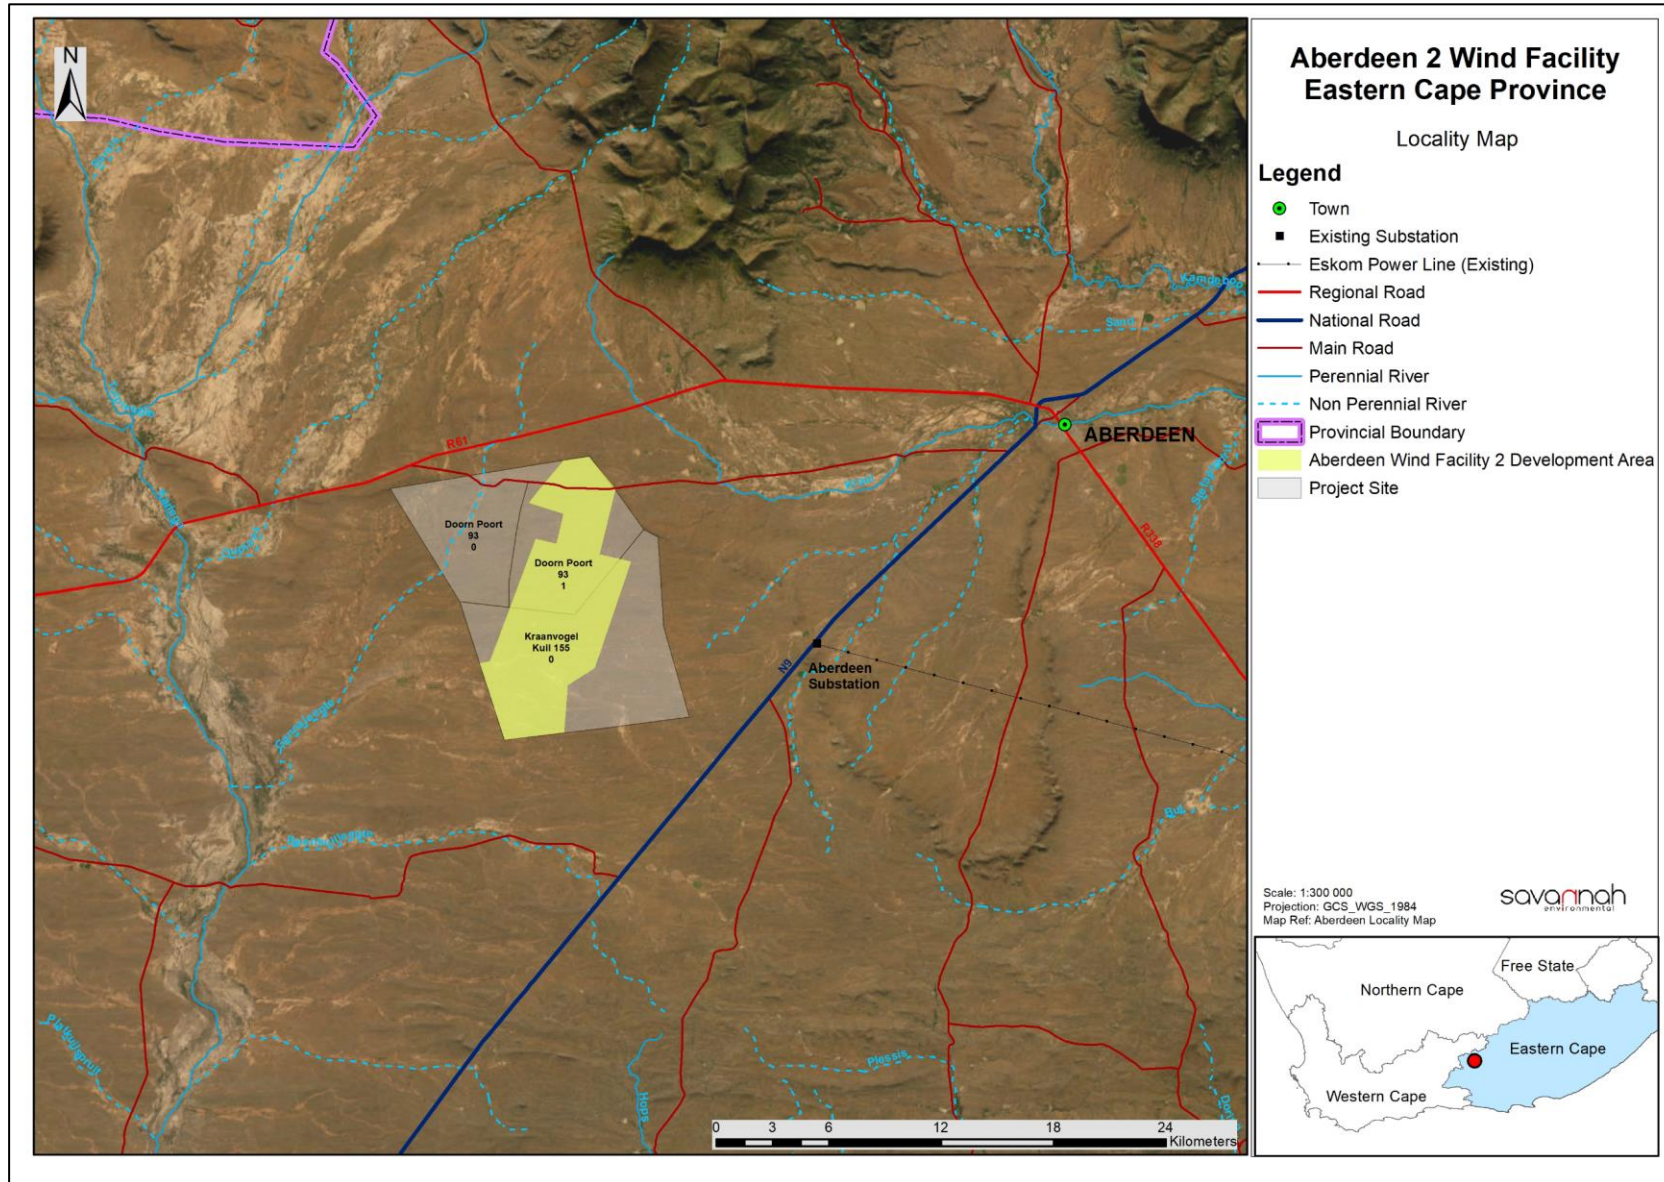 N
Kamdeboo
Sand
R61
ABERDEEN
Kraai
R338
Doorn Poort
93
0
Doorn Poort
93
1
Kraanvogel
Kuil 155
0
N9
Aberdeen
Substation
Bul
Plessis
Hops
0 3 6 12 18 24
Kilometers
Aberdeen 2 Wind Facility
Eastern Cape Province
Locality Map
Legend
Town
Existing Substation
Eskom Power Line (Existing)
Regional Road
National Road
Main Road
Perennial River
Non Perennial River
Provincial Boundary
Aberdeen Wind Facility 2 Development Area
Project Site
Scale: 1:300 000
Projection: GCS_WGS_1984
Map Ref: Aberdeen Locality Map
savannah
environmental
Free State
Northern Cape
Eastern Cape
Western Cape